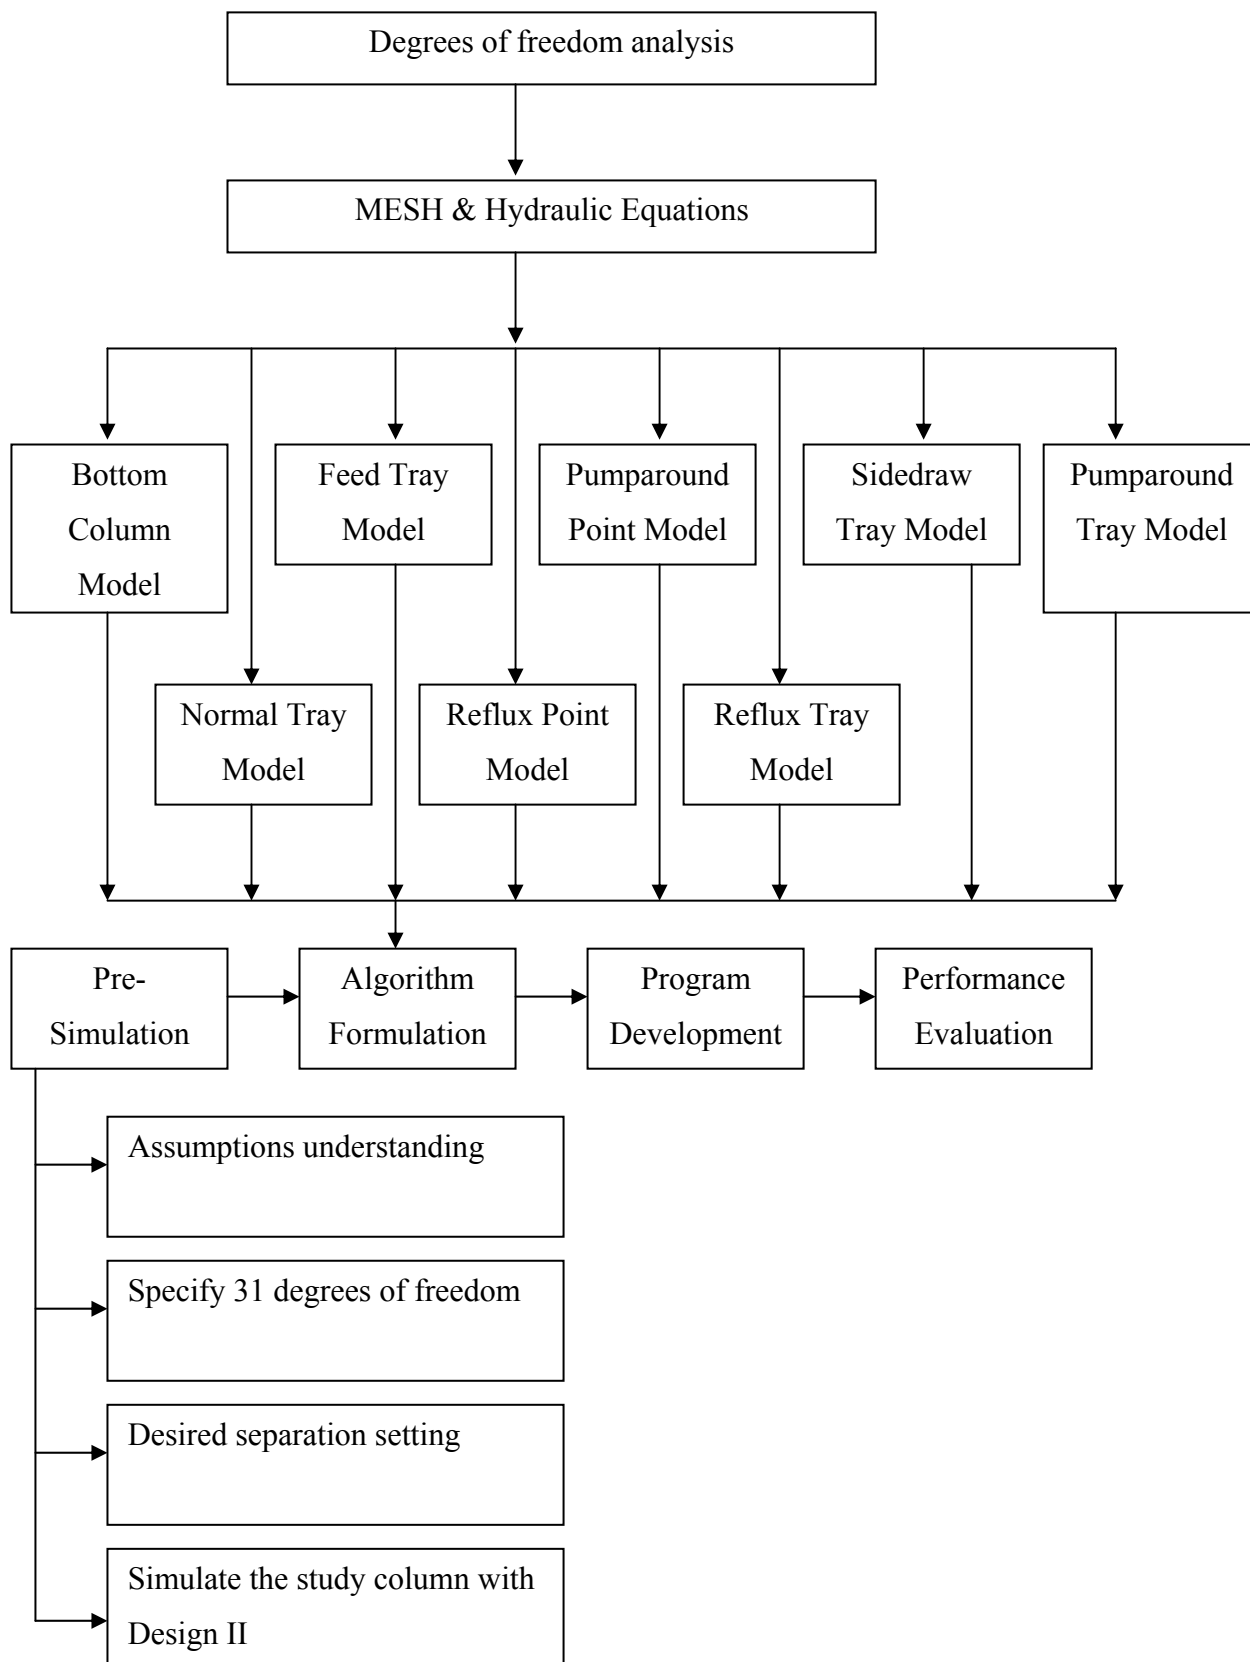 Degrees of freedom analysis
MESH & Hydraulic Equations
Bottom
Column
Model
Feed Tray
Model
Pumparound
Point Model
Sidedraw
Tray Model
Pumparound
Tray Model
Normal Tray
Model
Reflux Point
Model
Reflux Tray
Model
Pre-
Simulation
Algorithm
Formulation
Program
Development
Performance
Evaluation
Assumptions understanding
Specify 31 degrees of freedom
Desired separation setting
Simulate the study column with
Design II